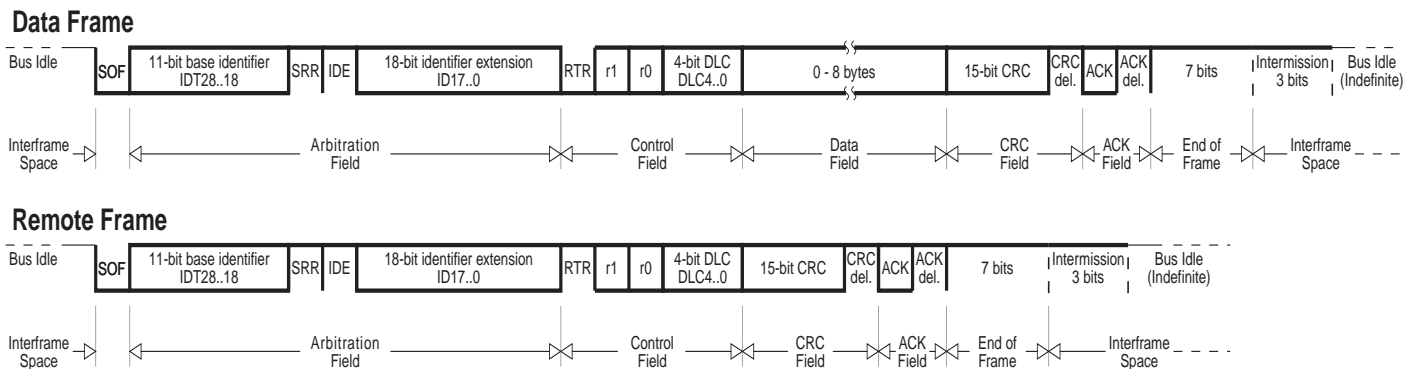 Data Frame
Bus Idle SOF 11-bit base identifier IDT28..18 SRR IDE 18-bit identifier extension ID17..0 RTR r1 r0 4-bit DLC DLC4..0 0 - 8 bytes 15-bit CRC CRC del. ACK ACK del. 7 bits Intermission 3 bits Bus Idle (Indefinite)
Interframe Space Arbitration Field Control Field Data Field CRC Field ACK Field End of Frame Interframe Space
Remote Frame
Bus Idle SOF 11-bit base identifier IDT28..18 SRR IDE 18-bit identifier extension ID17..0 RTR r1 r0 4-bit DLC DLC4..0 15-bit CRC CRC del. ACK ACK del. 7 bits Intermission 3 bits Bus Idle (Indefinite)
Interframe Space Arbitration Field Control Field CRC Field ACK Field End of Frame Interframe Space